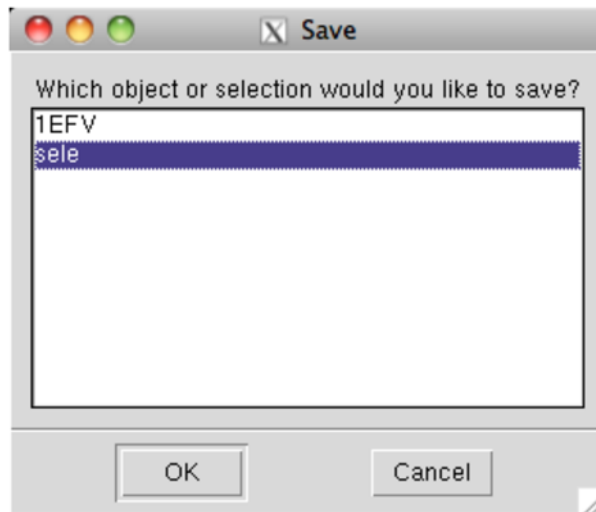 Save
Which object or selection would you like to save?
1EFV
sele
OK
Cancel